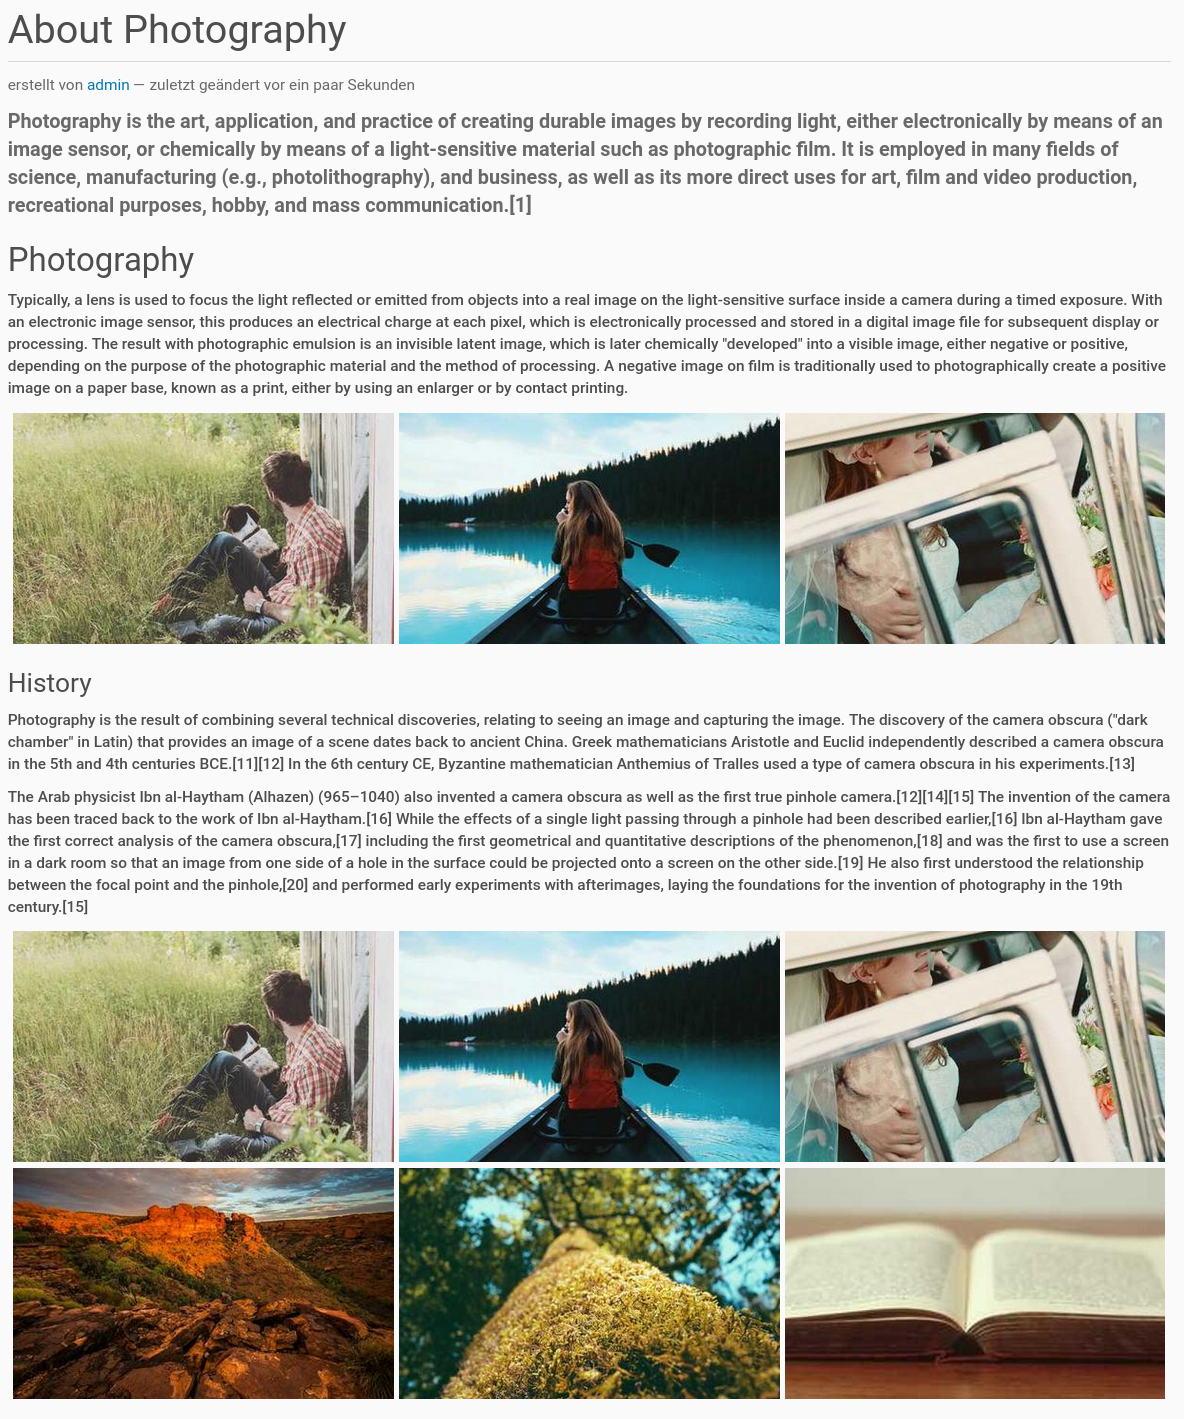 About Photography
erstellt von admin — zuletzt geändert vor ein paar Sekunden
Photography is the art, application, and practice of creating durable images by recording light, either electronically by means of an
image sensor, or chemically by means of a light-sensitive material such as photographic film. It is employed in many fields of
science, manufacturing (e.g., photolithography), and business, as well as its more direct uses for art, film and video production,
recreational purposes, hobby, and mass communication.[1]
Photography
Typically, a lens is used to focus the light reflected or emitted from objects into a real image on the light-sensitive surface inside a camera during a timed exposure. With
an electronic image sensor, this produces an electrical charge at each pixel, which is electronically processed and stored in a digital image file for subsequent display or
processing. The result with photographic emulsion is an invisible latent image, which is later chemically "developed" into a visible image, either negative or positive,
depending on the purpose of the photographic material and the method of processing. A negative image on film is traditionally used to photographically create a positive
image on a paper base, known as a print, either by using an enlarger or by contact printing.
History
Photography is the result of combining several technical discoveries, relating to seeing an image and capturing the image. The discovery of the camera obscura ("dark
chamber" in Latin) that provides an image of a scene dates back to ancient China. Greek mathematicians Aristotle and Euclid independently described a camera obscura
in the 5th and 4th centuries BCE.[11][12] In the 6th century CE, Byzantine mathematician Anthemius of Tralles used a type of camera obscura in his experiments.[13]
The Arab physicist Ibn al-Haytham (Alhazen) (965–1040) also invented a camera obscura as well as the first true pinhole camera.[12][14][15] The invention of the camera
has been traced back to the work of Ibn al-Haytham.[16] While the effects of a single light passing through a pinhole had been described earlier,[16] Ibn al-Haytham gave
the first correct analysis of the camera obscura,[17] including the first geometrical and quantitative descriptions of the phenomenon,[18] and was the first to use a screen
in a dark room so that an image from one side of a hole in the surface could be projected onto a screen on the other side.[19] He also first understood the relationship
between the focal point and the pinhole,[20] and performed early experiments with afterimages, laying the foundations for the invention of photography in the 19th
century.[15]